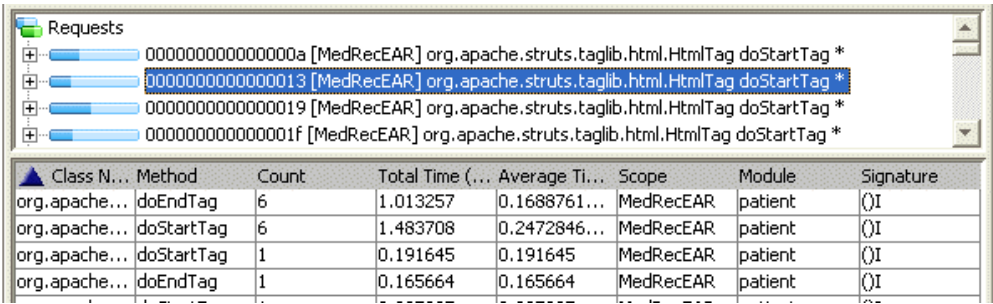 Requests
000000000000000a [MedRecEAR] org.apache.struts.taglib.html.HtmlTag doStartTag *
0000000000000013 [MedRecEAR] org.apache.struts.taglib.html.HtmlTag doStartTag *
0000000000000019 [MedRecEAR] org.apache.struts.taglib.html.HtmlTag doStartTag *
000000000000001f [MedRecEAR] org.apache.struts.taglib.html.HtmlTag doStartTag *
Class N... Method Count Total Time (... Average Ti... Scope Module Signature
org.apache... doEndTag 6 1.013257 0.1688761... MedRecEAR patient ()I
org.apache... doStartTag 6 1.483708 0.2472846... MedRecEAR patient ()I
org.apache... doStartTag 1 0.191645 0.191645 MedRecEAR patient ()I
org.apache... doEndTag 1 0.165664 0.165664 MedRecEAR patient ()I